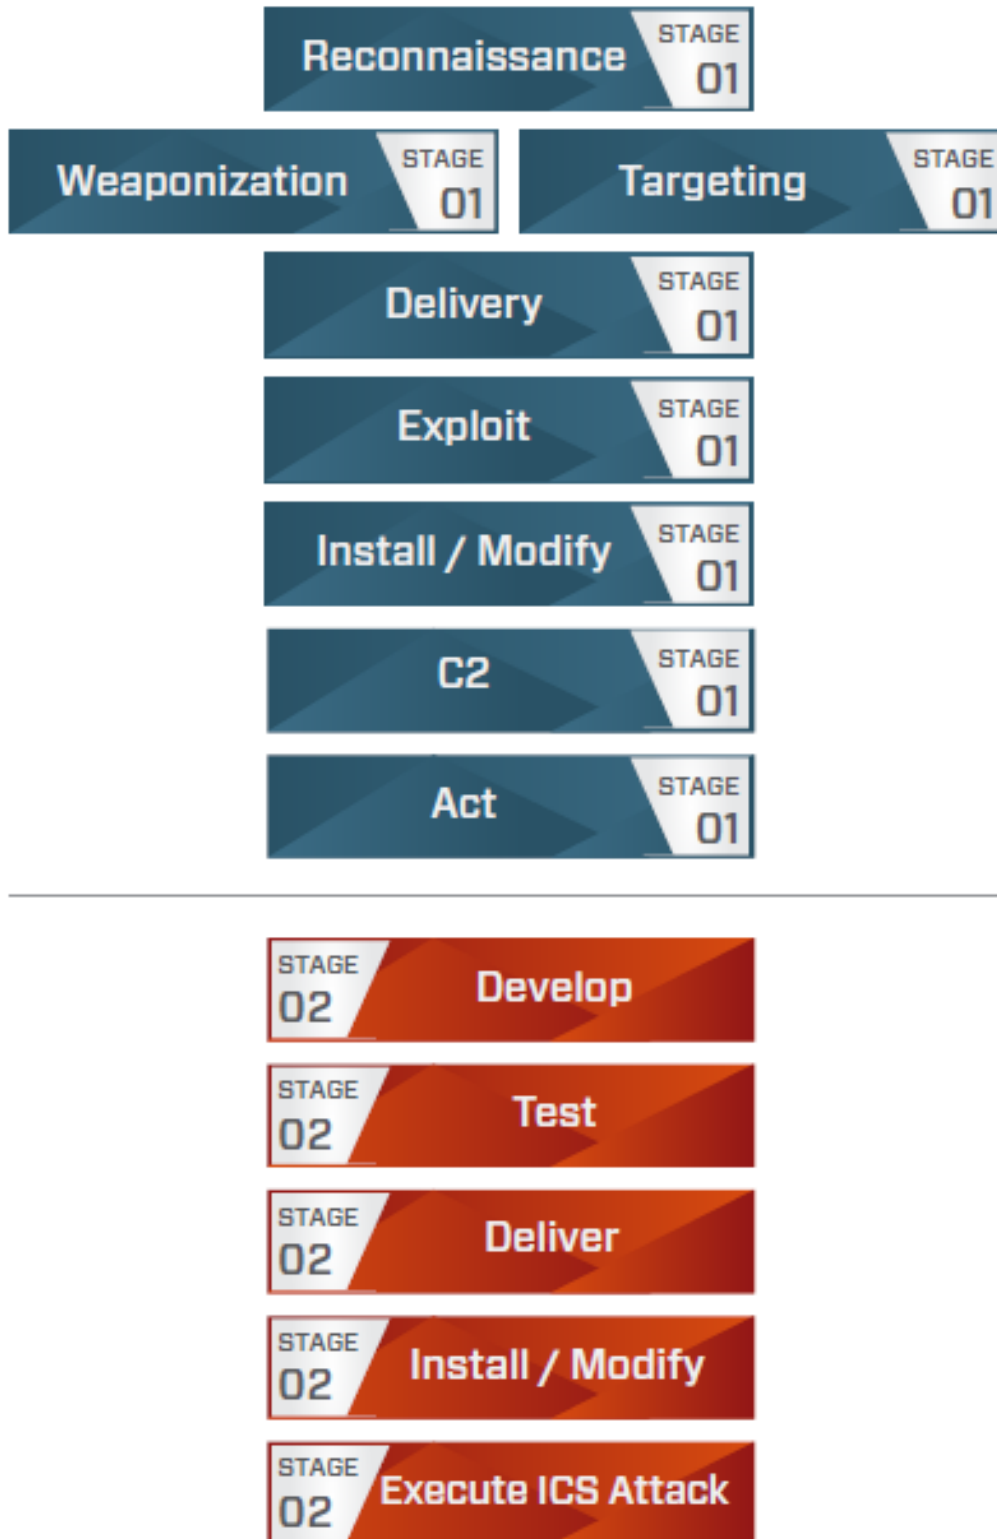 Reconnaissance STAGE 01
Weaponization STAGE 01 Targeting STAGE 01
Delivery STAGE 01
Exploit STAGE 01
Install / Modify STAGE 01
C2 STAGE 01
Act STAGE 01
STAGE 02 Develop
STAGE 02 Test
STAGE 02 Deliver
STAGE 02 Install / Modify
STAGE 02 Execute ICS Attack